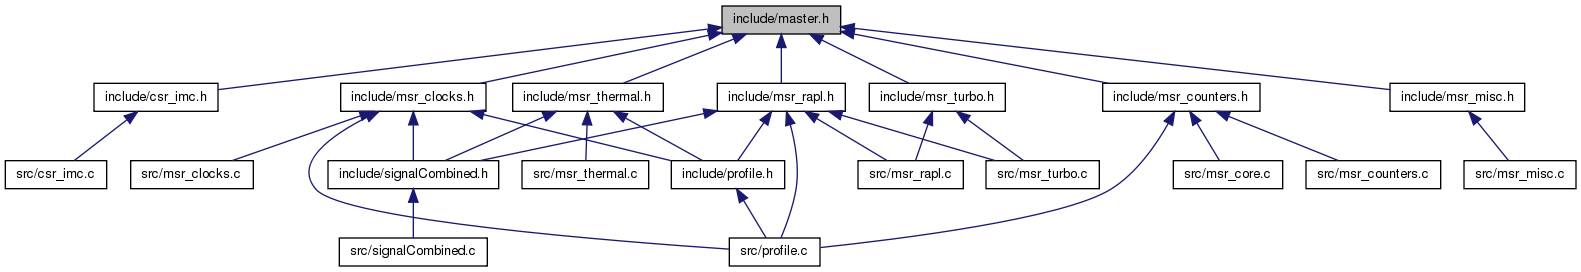 include/master.h
include/csr_imc.h
include/msr_clocks.h
include/msr_thermal.h
include/msr_rapl.h
include/msr_turbo.h
include/msr_counters.h
include/msr_misc.h
src/csr_imc.c
src/msr_clocks.c
include/signalCombined.h
src/msr_thermal.c
include/profile.h
src/msr_rapl.c
src/msr_turbo.c
src/msr_core.c
src/msr_counters.c
src/msr_misc.c
src/signalCombined.c
src/profile.c